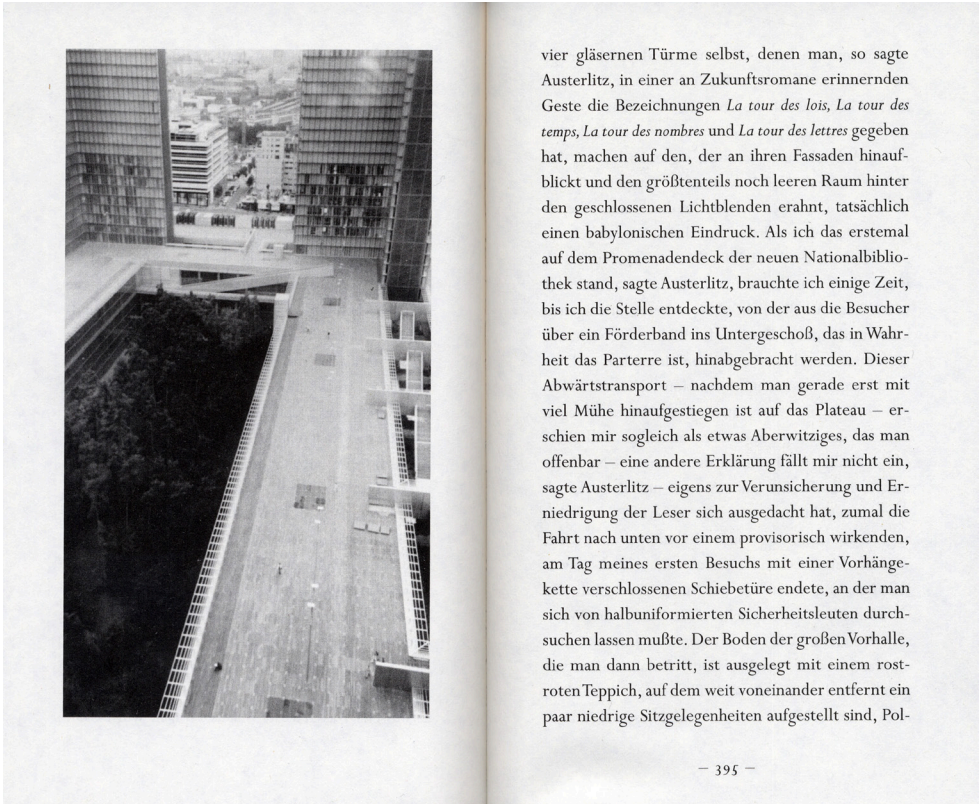 vier gläsernen Türme selbst, denen man, so sagte
Austerlitz, in einer an Zukunftsromane erinnernden
Geste die Bezeichnungen La tour des lois, La tour des
temps, La tour des nombres und La tour des lettres gegeben
hat, machen auf den, der an ihren Fassaden hinauf-
blickt und den größtenteils noch leeren Raum hinter
den geschlossenen Lichtblenden erahnt, tatsächlich
einen babylonischen Eindruck. Als ich das erstemal
auf dem Promenadendeck der neuen Nationalbiblio-
thek stand, sagte Austerlitz, brauchte ich einige Zeit,
bis ich die Stelle entdeckte, von der aus die Besucher
über ein Förderband ins Untergeschoß, das in Wahr-
heit das Parterre ist, hinabgebracht werden. Dieser
Abwärtstransport – nachdem man gerade erst mit
viel Mühe hinaufgestiegen ist auf das Plateau – er-
schien mir sogleich als etwas Aberwitziges, das man
offenbar – eine andere Erklärung fällt mir nicht ein,
sagte Austerlitz – eigens zur Verunsicherung und Er-
niedrigung der Leser sich ausgedacht hat, zumal die
Fahrt nach unten vor einem provisorisch wirkenden,
am Tag meines ersten Besuchs mit einer Vorhänge-
kette verschlossenen Schiebetüre endete, an der man
sich von halbuniformierten Sicherheitsleuten durch-
suchen lassen mußte. Der Boden der großen Vorhalle,
die man dann betritt, ist ausgelegt mit einem rost-
roten Teppich, auf dem weit voneinander entfernt ein
paar niedrige Sitzgelegenheiten aufgestellt sind, Pol-
– 395 –